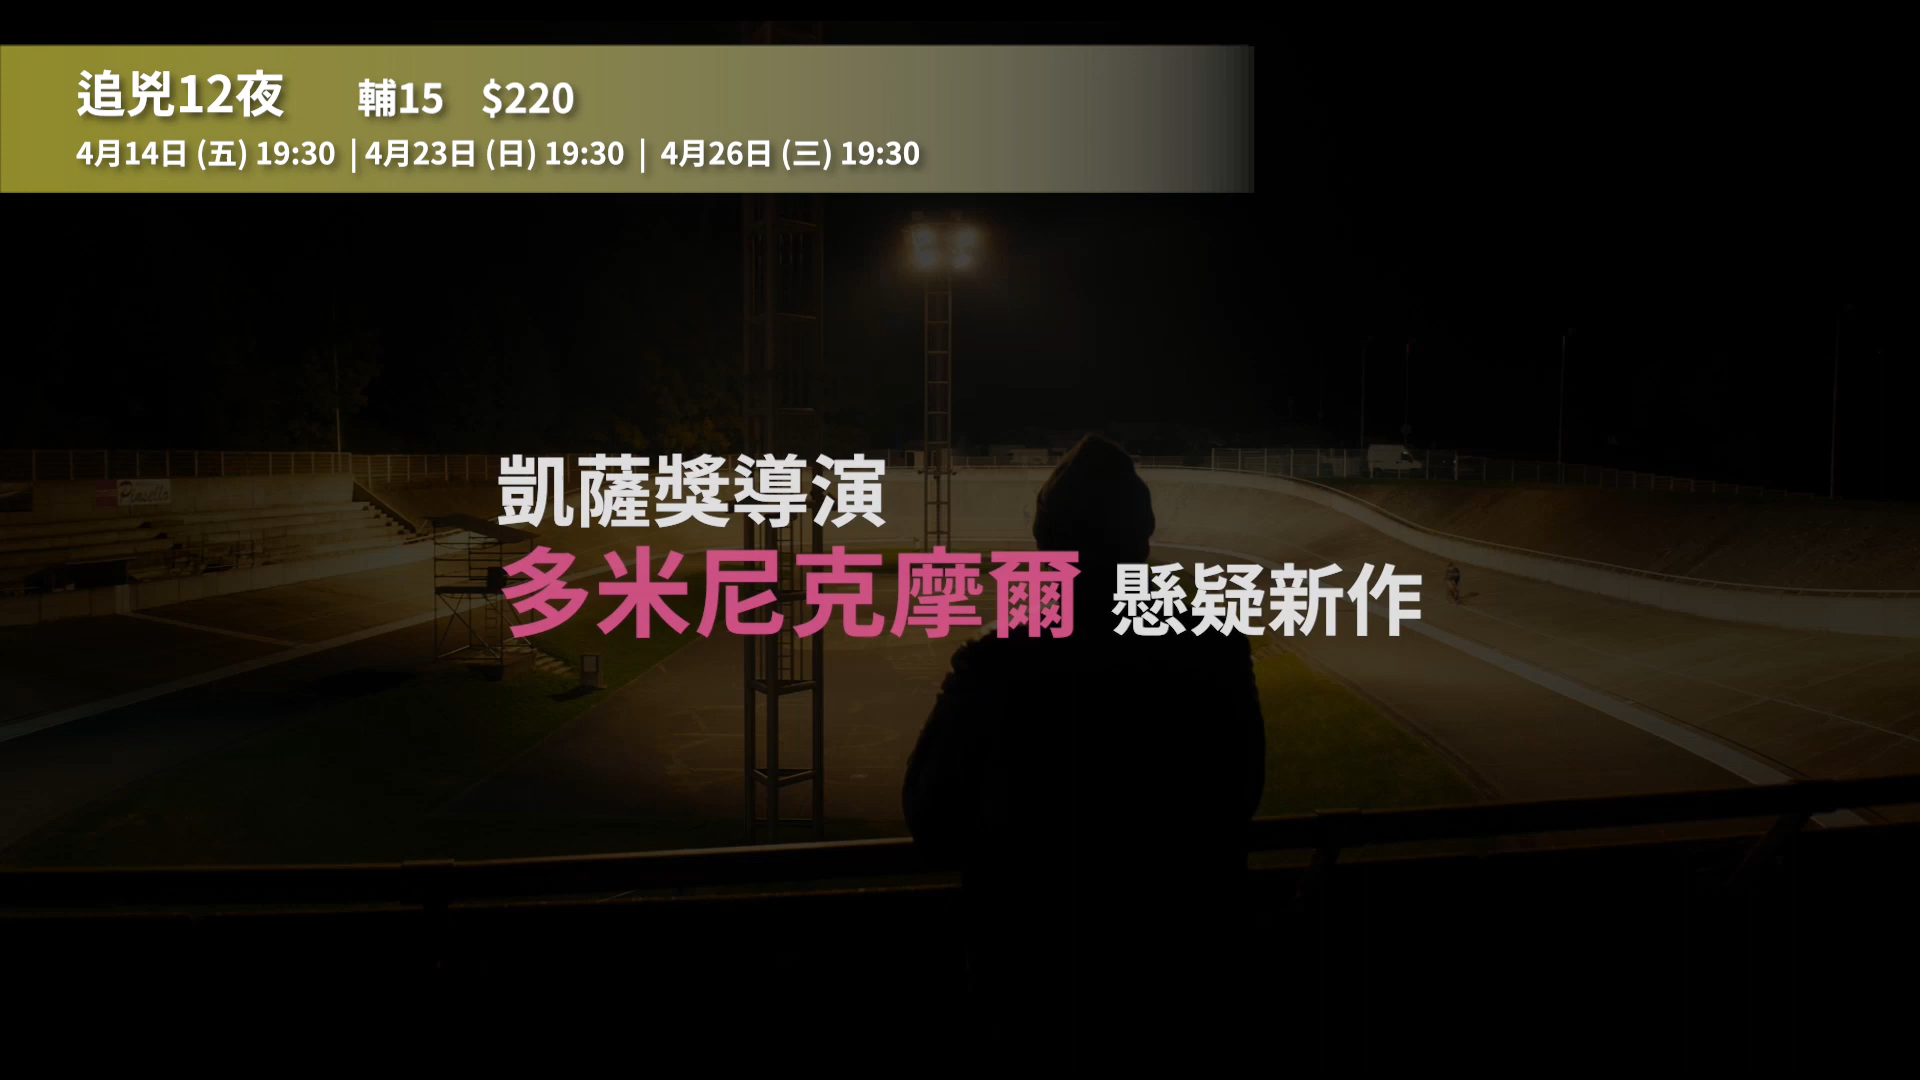 追兇12夜 輔15 $220
4月14日 (五) 19:30 | 4月23日 (日) 19:30 | 4月26日 (三) 19:30
凱薩獎導演
多米尼克摩爾 懸疑新作